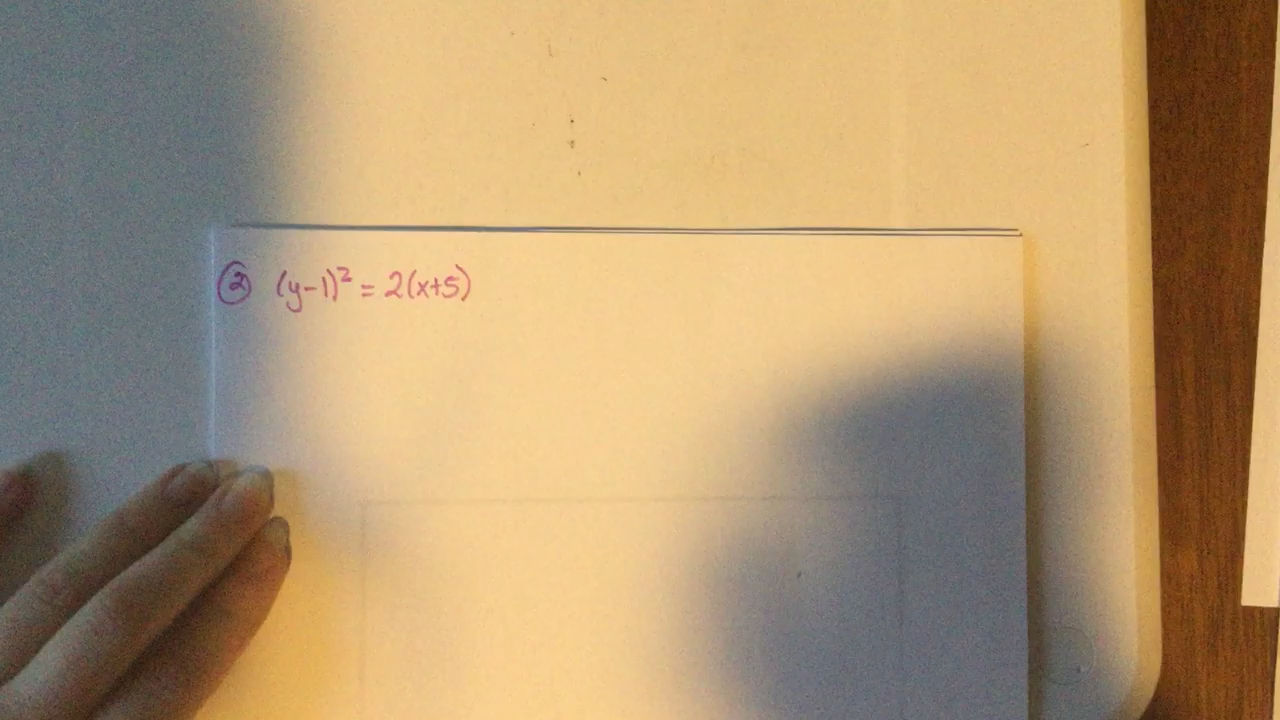 ② (y-1)² = 2(x+5)